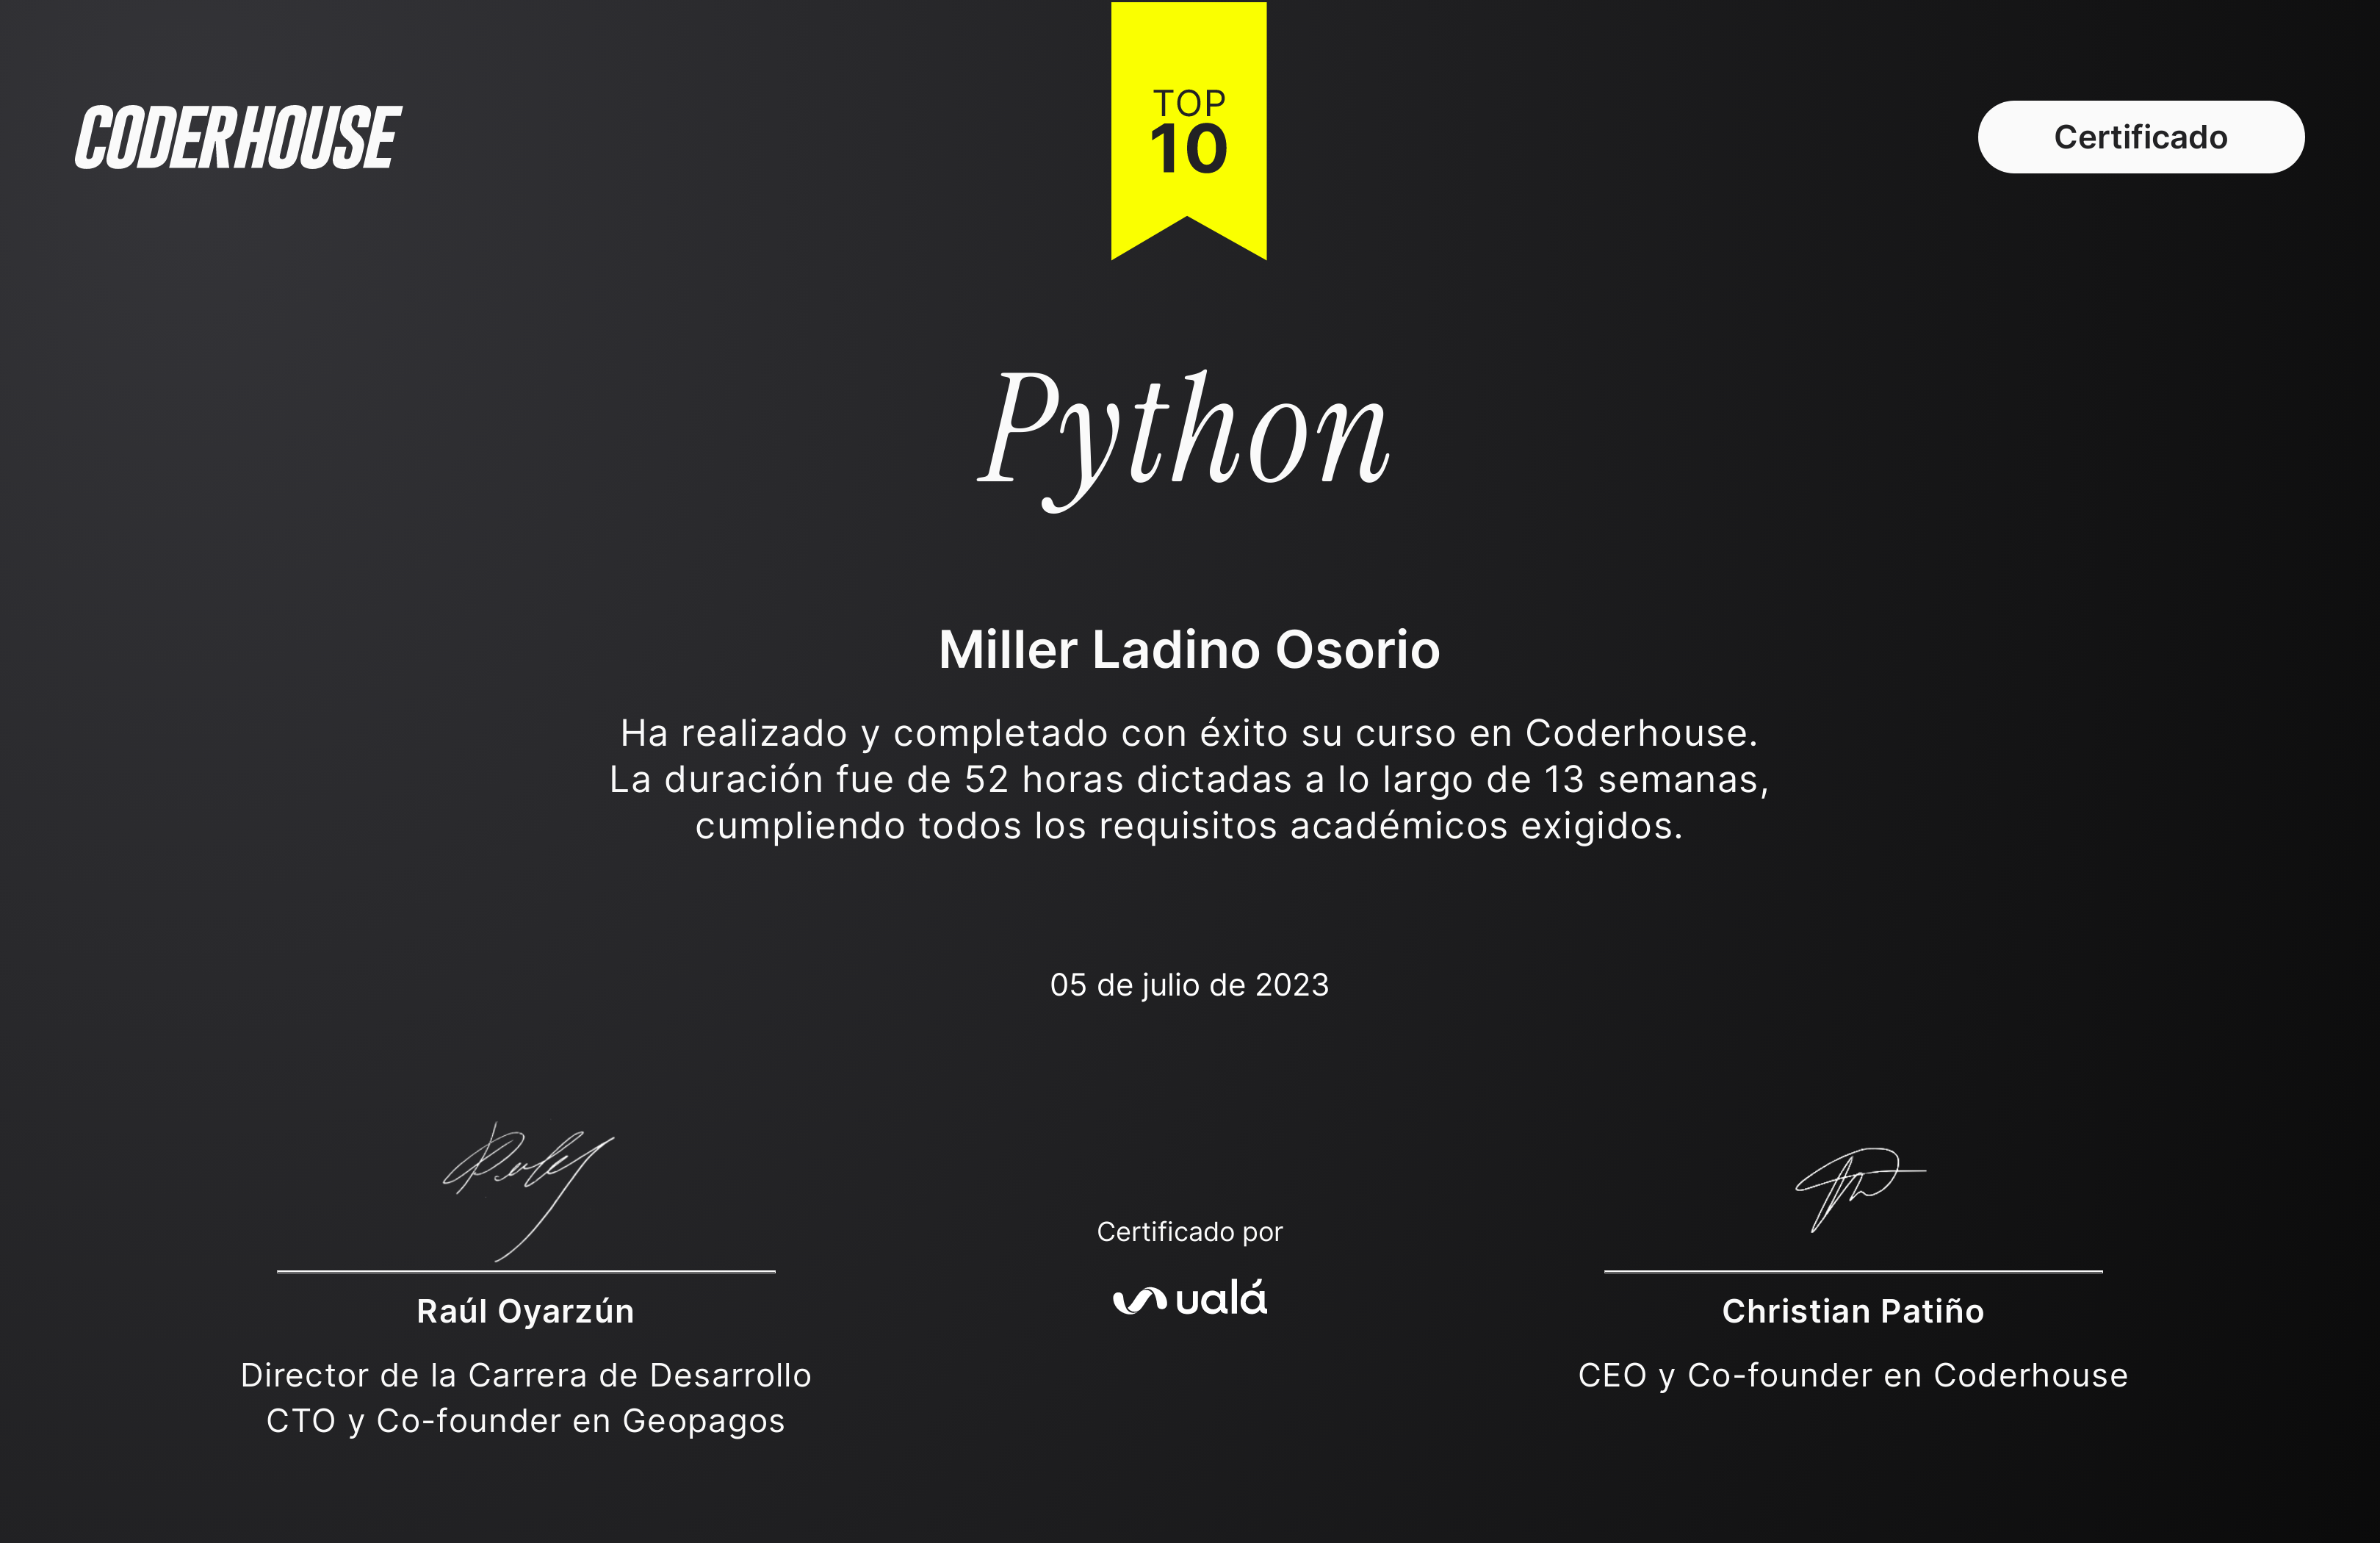 CODERHOUSE
TOP
10
Certificado
Python
Miller Ladino Osorio
Ha realizado y completado con éxito su curso en Coderhouse.
La duración fue de 52 horas dictadas a lo largo de 13 semanas,
cumpliendo todos los requisitos académicos exigidos.
05 de julio de 2023
Certificado por
ualá
Raúl Oyarzún
Director de la Carrera de Desarrollo
CTO y Co-founder en Geopagos
Christian Patiño
CEO y Co-founder en Coderhouse